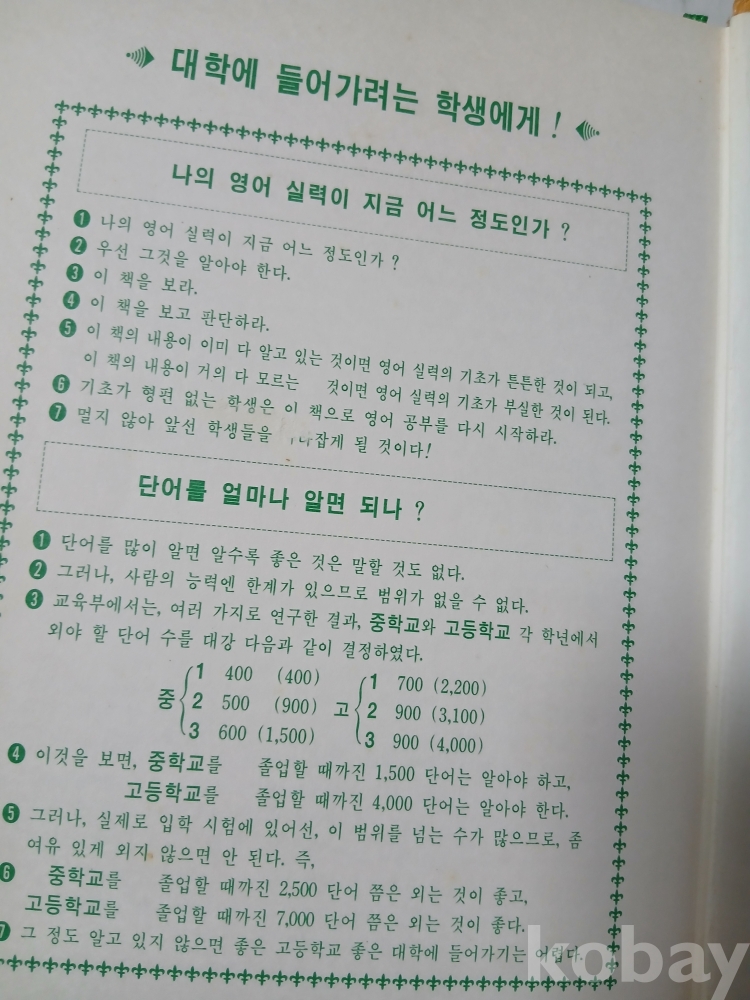 대학에 들어가려는 학생에게!
나의 영어 실력이 지금 어느 정도인가?
❶ 나의 영어 실력이 지금 어느 정도인가?
❷ 우선 그것을 알아야 한다.
❸ 이 책을 보라.
❹ 이 책을 보고 판단하라.
❺ 이 책의 내용이 이미 다 알고 있는 것이면 영어 실력의 기초가 튼튼한 것이 되고,
이 책의 내용이 거의 다 모르는 것이면 영어 실력의 기초가 부실한 것이 된다.
❻ 기초가 형편 없는 학생은 이 책으로 영어 공부를 다시 시작하라.
❼ 멀지 않아 앞선 학생들을 잡게 될 것이다!
단어를 얼마나 알면 되나?
❶ 단어를 많이 알면 알수록 좋은 것은 말할 것도 없다.
❷ 그러나, 사람의 능력엔 한계가 있으므로 범위가 없을 수 없다.
❸ 교육부에서는, 여러 가지로 연구한 결과, 중학교와 고등학교 각 학년에서
외야 할 단어 수를 대강 다음과 같이 결정하였다.
1 400 (400) 1 700 (2,200)
중 2 500 (900) 고 2 900 (3,100)
3 600 (1,500) 3 900 (4,000)
❹ 이것을 보면, 중학교를 졸업할 때까진 1,500 단어는 알아야 하고,
고등학교를 졸업할 때까진 4,000 단어는 알아야 한다.
❺ 그러나, 실제로 입학 시험에 있어선, 이 범위를 넘는 수가 많으므로, 좀
여유 있게 외지 않으면 안 된다. 즉,
❻ 중학교를 졸업할 때까진 2,500 단어 쯤은 외는 것이 좋고,
고등학교를 졸업할 때까진 7,000 단어 쯤은 외는 것이 좋다.
❼ 그 정도 알고 있지 않으면 좋은 고등학교 좋은 대학에 들어가기는 어렵다.
kobay